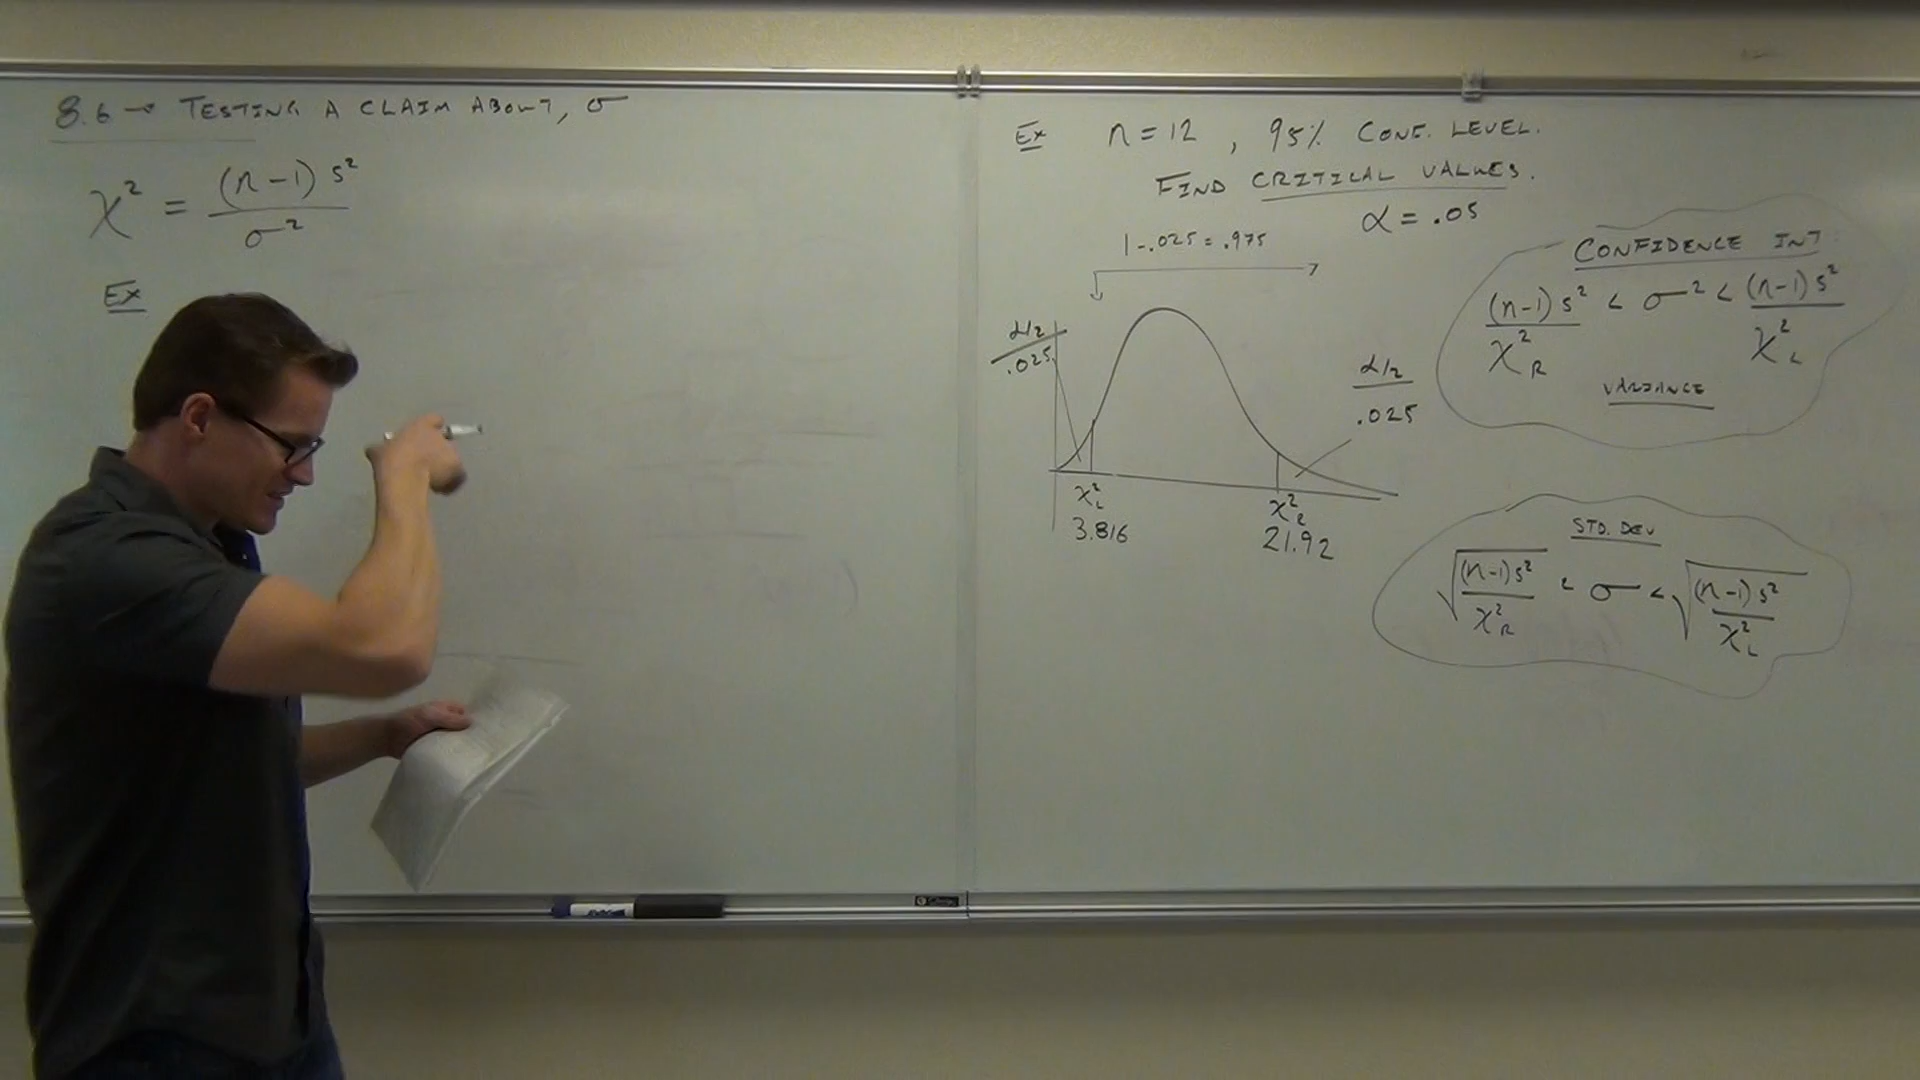 8.6 → TESTING A CLAIM ABOUT, σ
χ² = (n-1) s² / σ²
Ex
Ex n = 12 , 95% CONF. LEVEL.
FIND CRITICAL VALUES.
α = .05
1-.025 = .975
α/2
.025
α/2
.025
χ²L
3.816
χ²R
21.92
CONFIDENCE INT.
(n-1) s² / χ²R < σ² < (n-1) s² / χ²L
VARIANCE
STD. DEV
√((n-1) s² / χ²R) < σ < √((n-1) s² / χ²L)